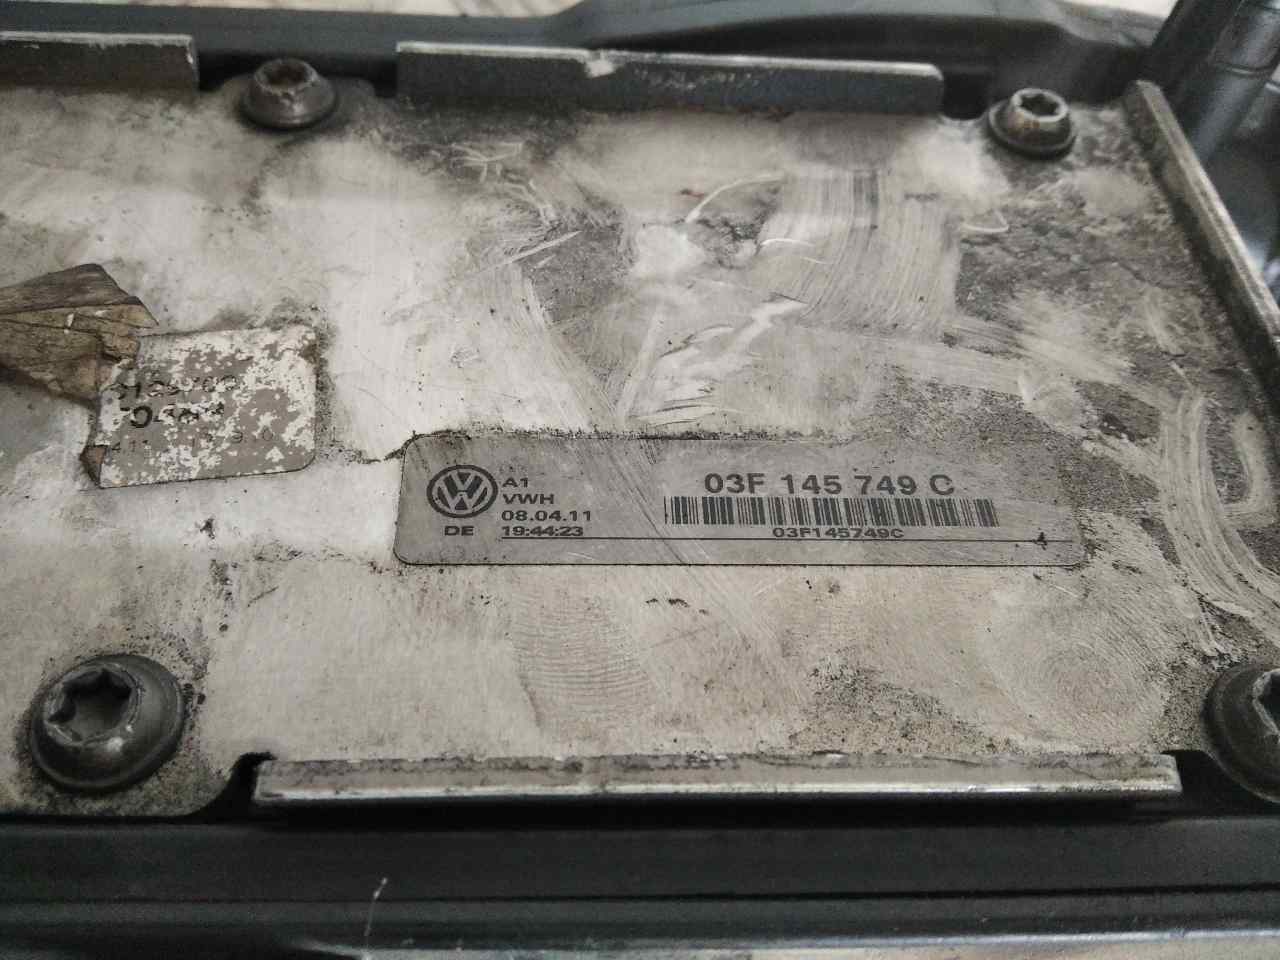 A1
VWH
08.04.11
DE 19:44:23
03F 145 749 C
03F145749C